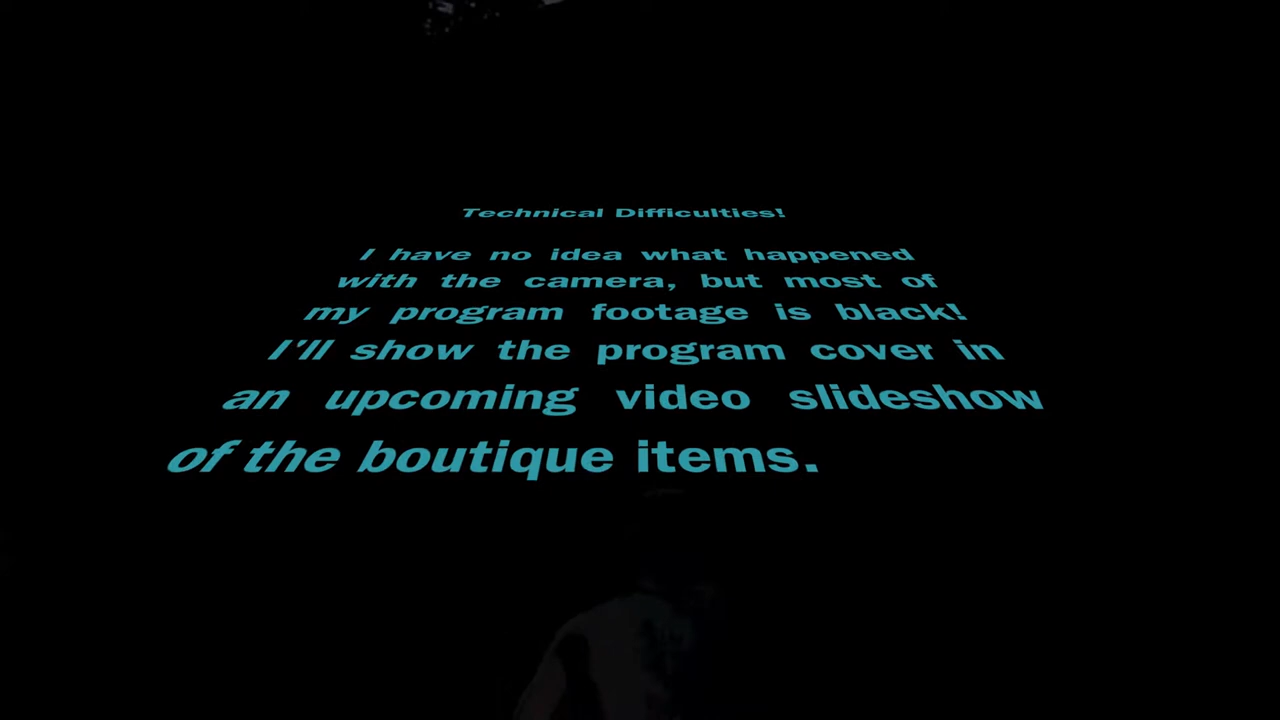 Technical Difficulties!
I have no idea what happened
with the camera, but most of
my program footage is black!
I'll show the program cover in
an upcoming video slideshow
of the boutique items.